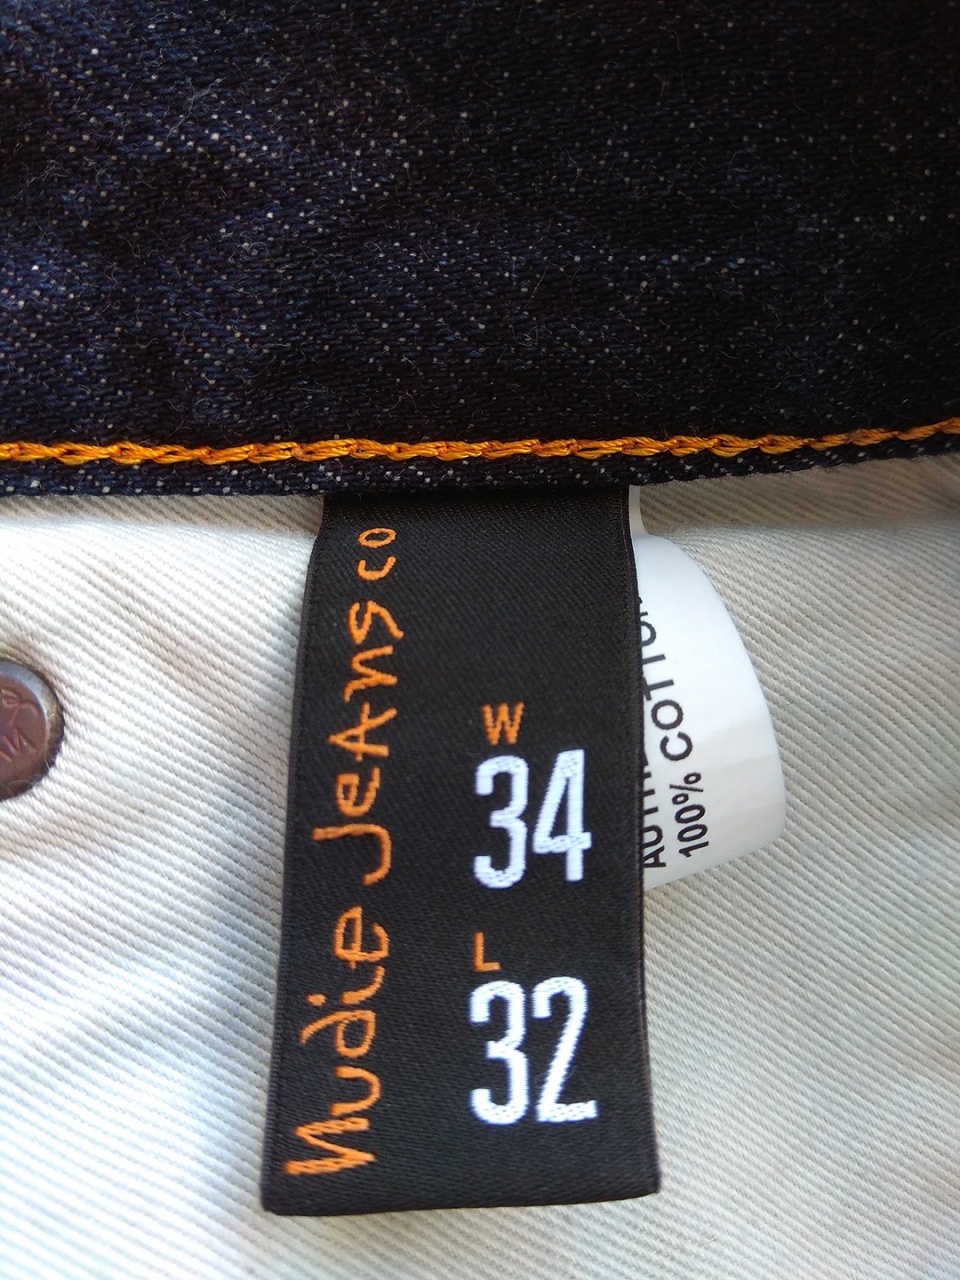 Nudie Jeans co
W
34
L
32
100% COTTON